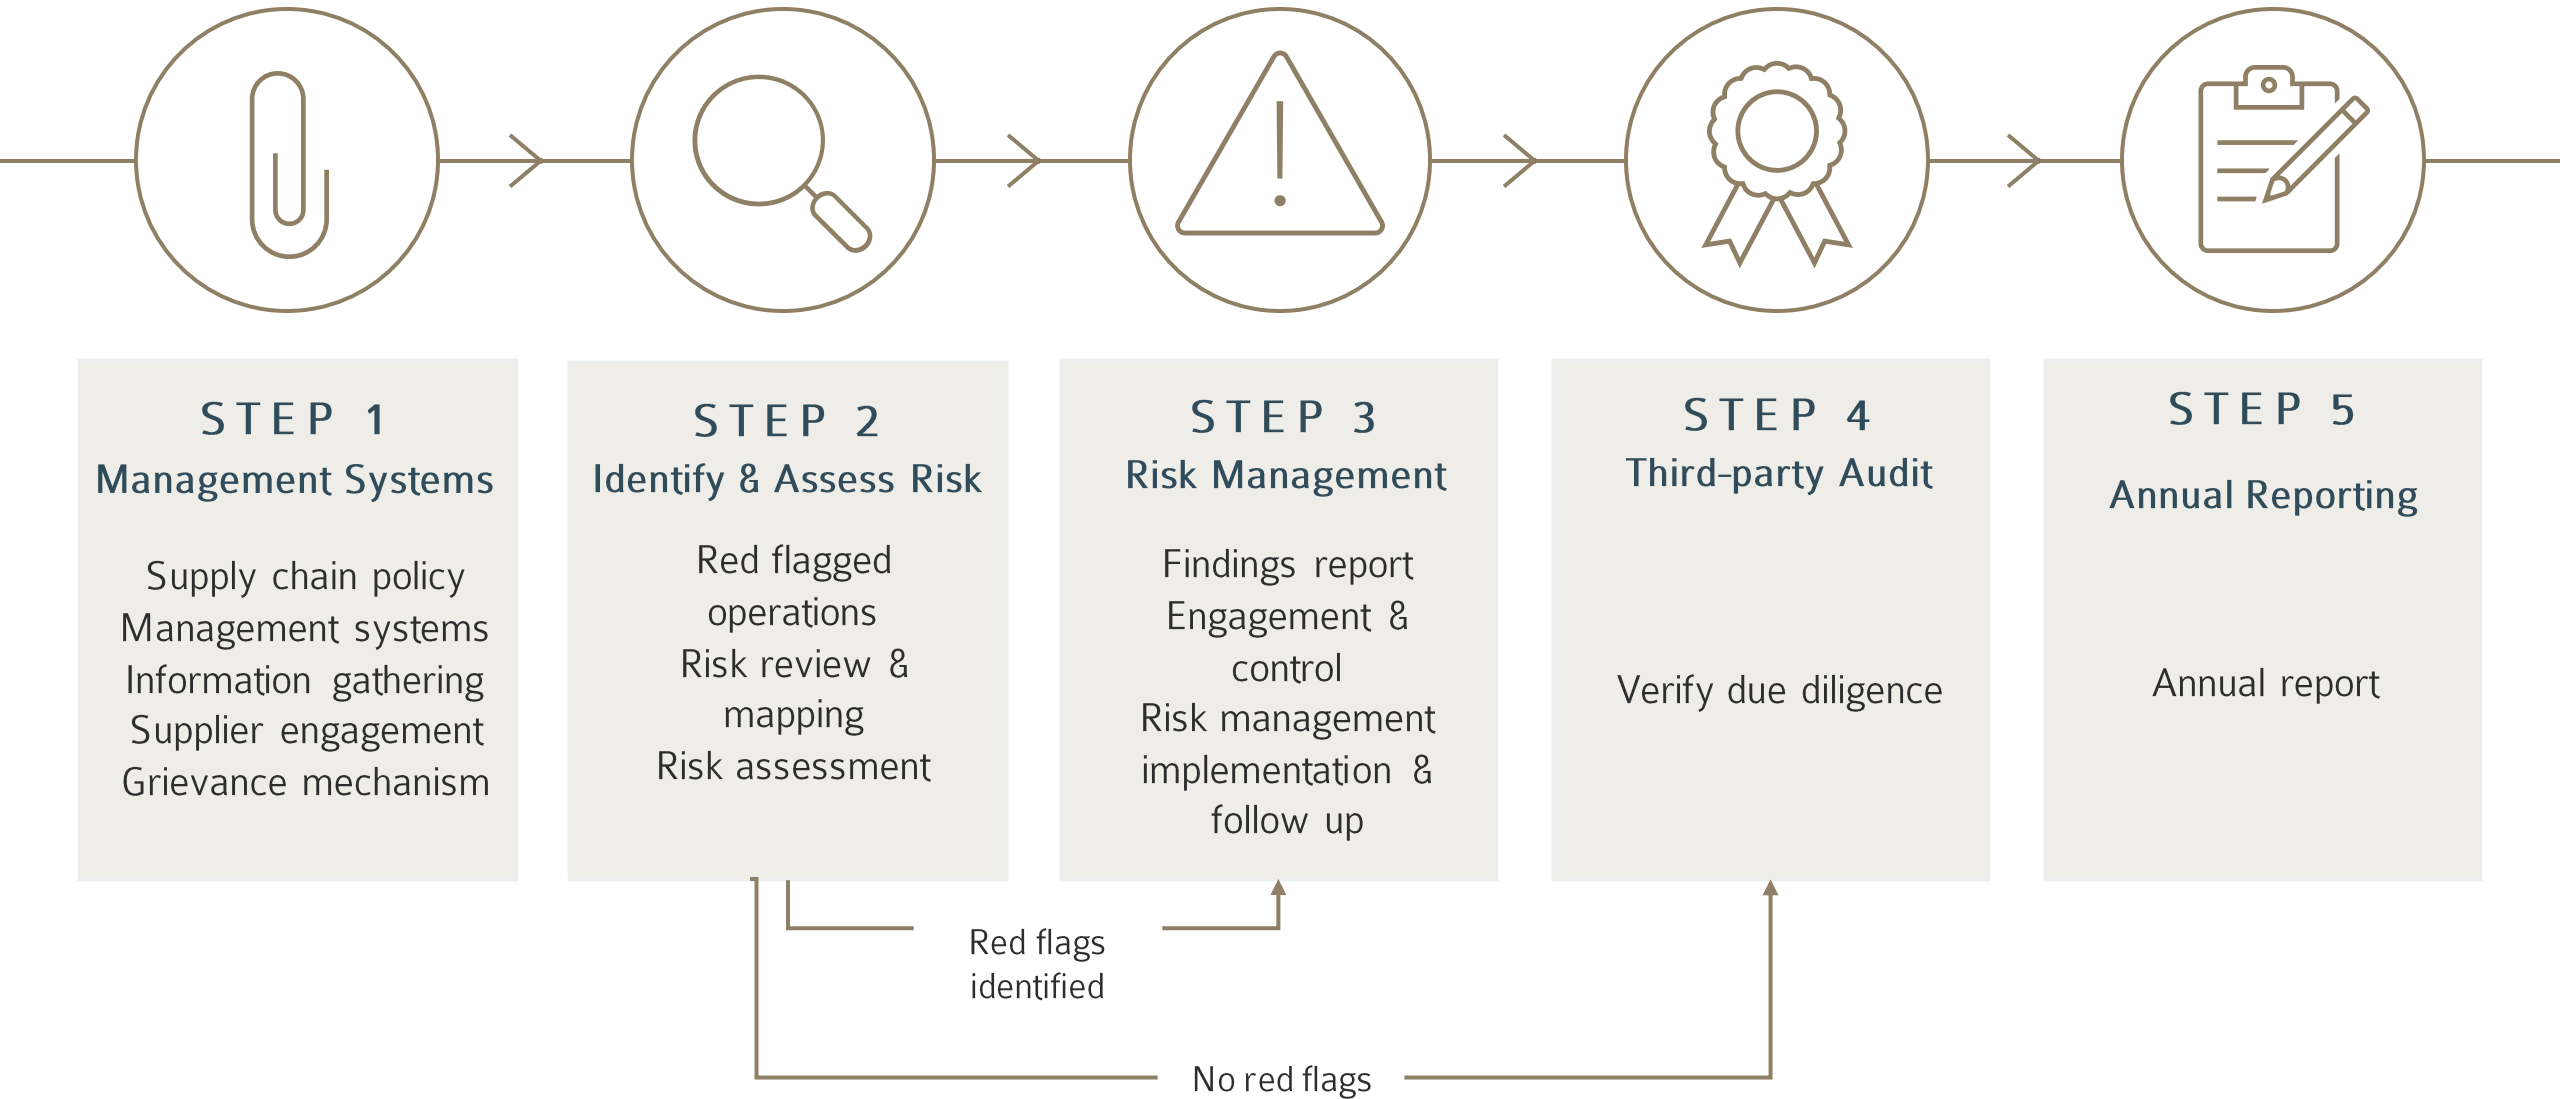 STEP 1
Management Systems
Supply chain policy
Management systems
Information gathering
Supplier engagement
Grievance mechanism
STEP 2
Identify & Assess Risk
Red flagged
operations
Risk review &
mapping
Risk assessment
STEP 3
Risk Management
Findings report
Engagement &
control
Risk management
implementation &
follow up
STEP 4
Third-party Audit
Verify due diligence
STEP 5
Annual Reporting
Annual report
Red flags
identified
No red flags